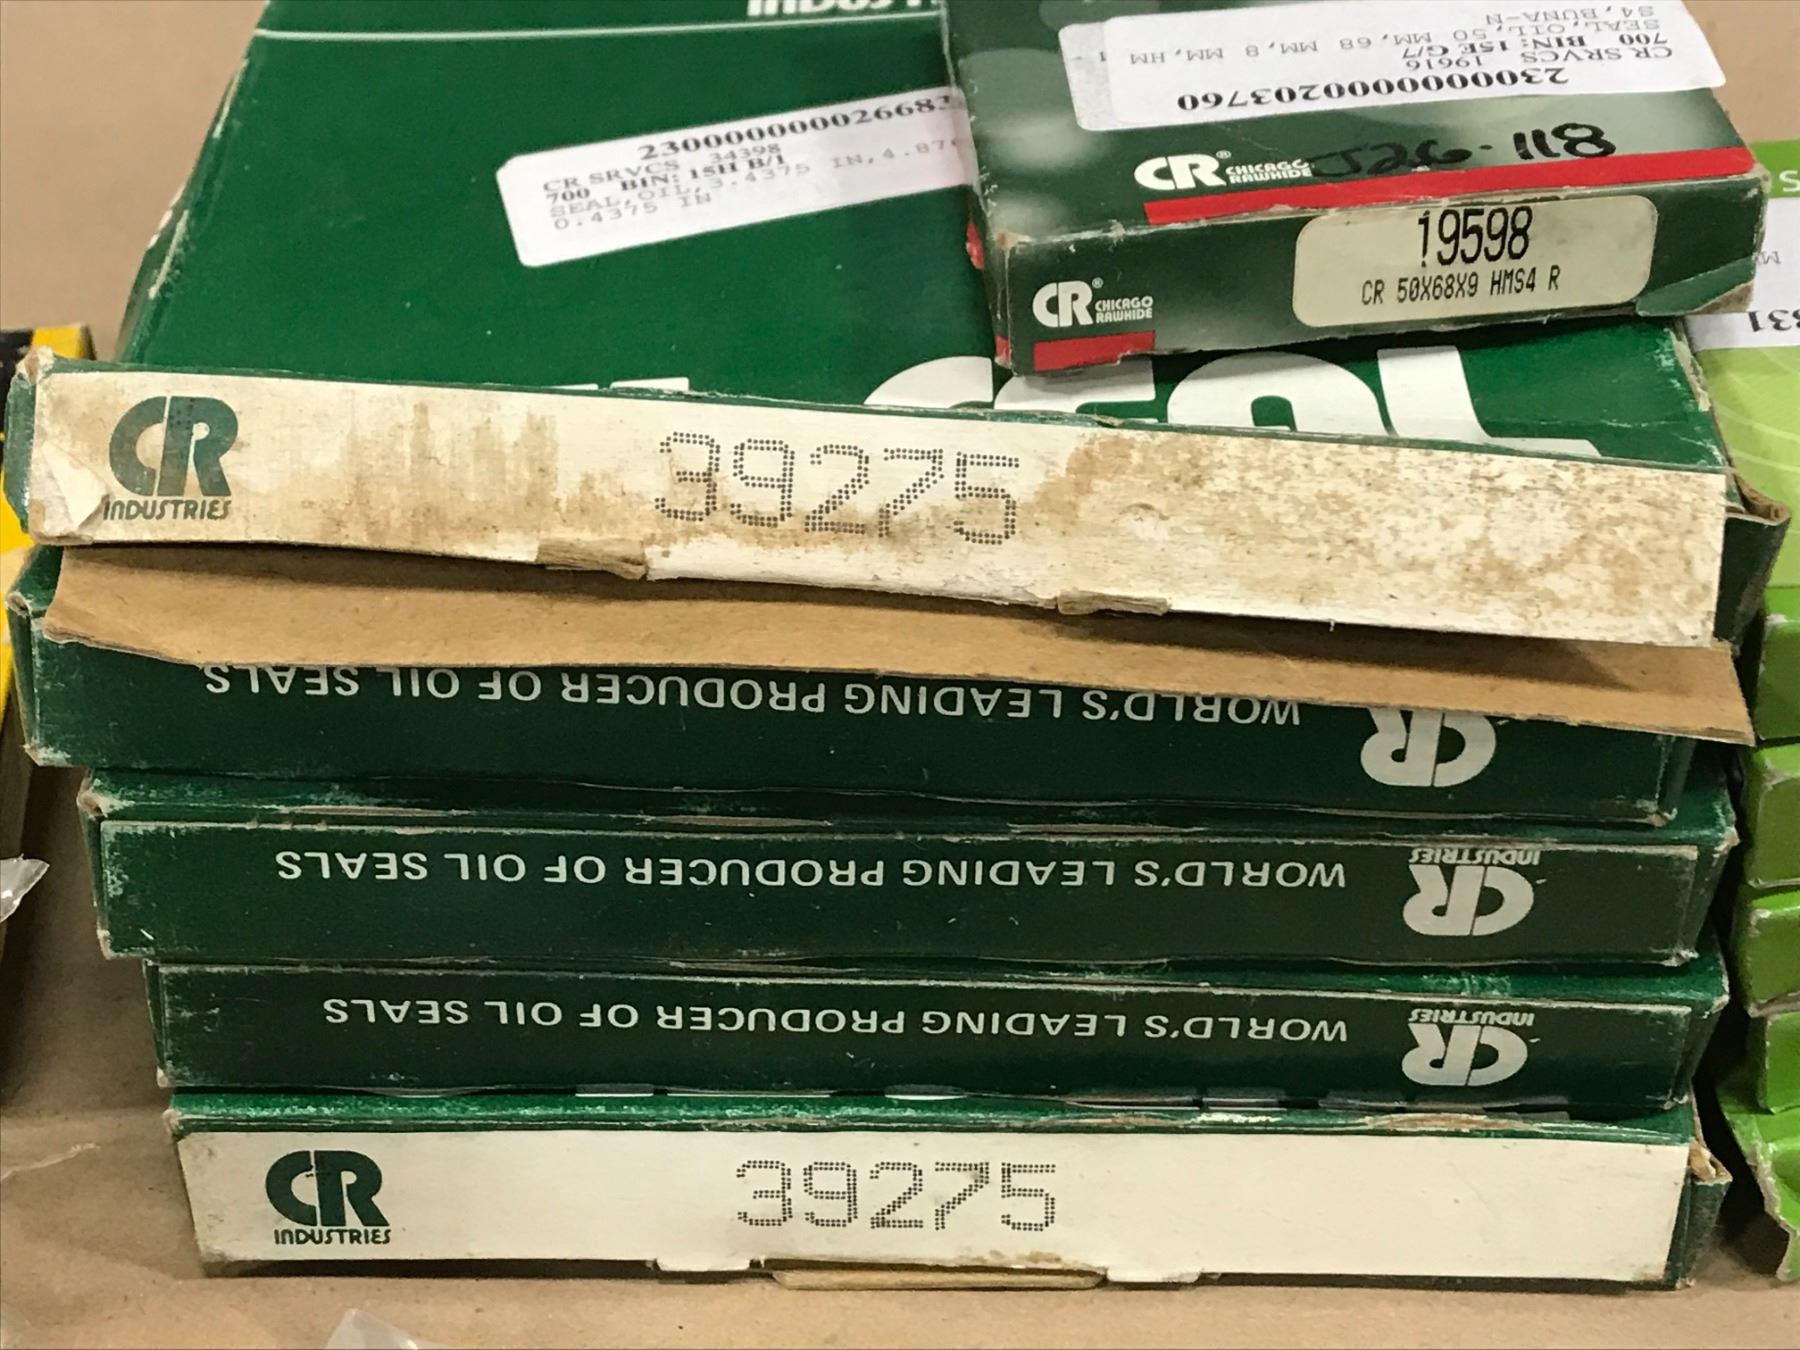 INDUST
23000000002668
CR SRVCS 34398
700 BIN: 15H B/1
SEAL, OIL, 3.4375 IN, 4.87
0.4375 IN
2300000000203760
CR SRVCS 19616
700 BIN: 15E G/7
SEAL, OIL, 50 MM, 68 MM, 8 MM, HM
S4, BUNA-N
CR CHICAGO RAWHIDE
J26-811
CR® CHICAGO RAWHIDE
19598
CR 50X68X9 HMS4 R
331
CR INDUSTRIES
39275
WORLD'S LEADING PRODUCER OF OIL SEALS
CR
WORLD'S LEADING PRODUCER OF OIL SEALS
CR INDUSTRIES
WORLD'S LEADING PRODUCER OF OIL SEALS
CR INDUSTRIES
CR INDUSTRIES
39275